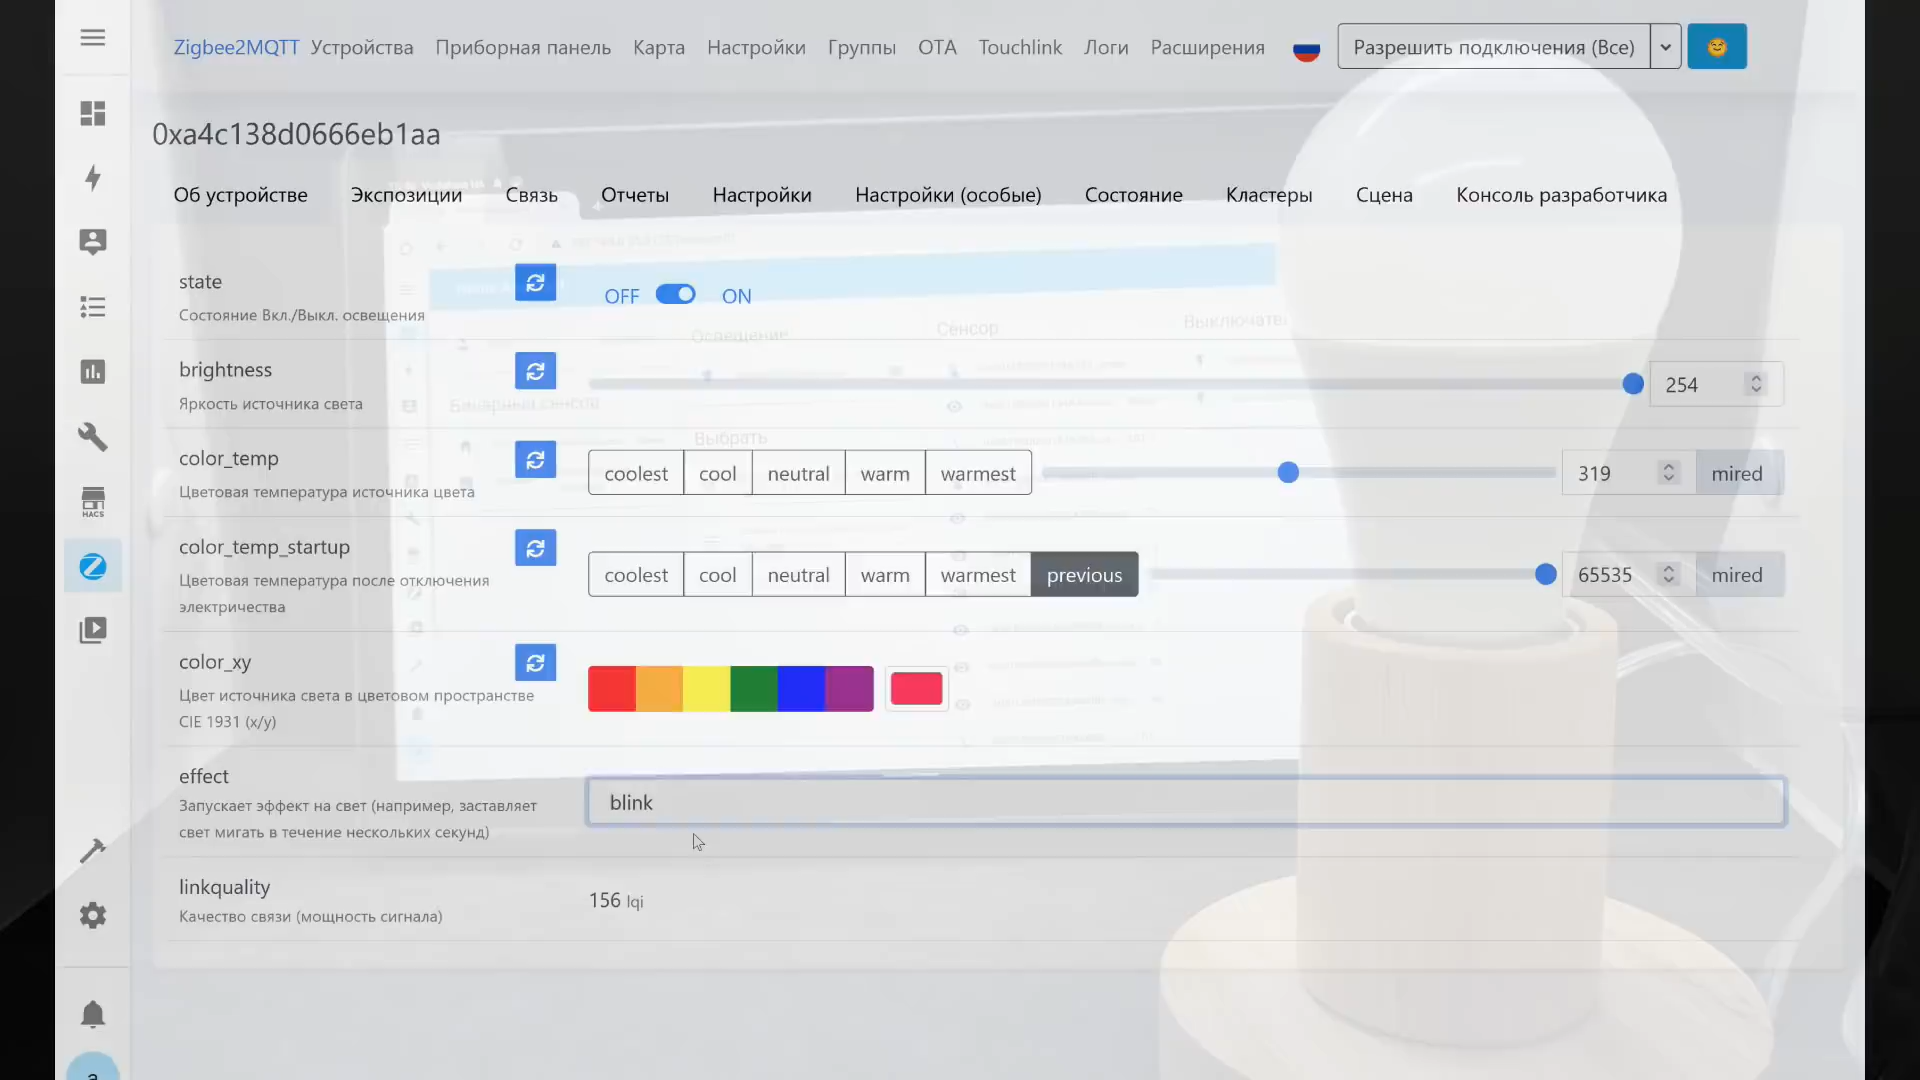 Zigbee2MQTT Устройства Приборная панель Карта Настройки Группы OTA Touchlink Логи Расширения Разрешить подключения (Все)
0xa4c138d0666eb1aa
Об устройстве Экспозиции Связь Отчеты Настройки Настройки (особые) Состояние Кластеры Сцена Консоль разработчика
state
OFF ON
Состояние Вкл./Выкл. освещения
Освещение Сенсор
brightness
254
Яркость источника света
Выбрать
color_temp
coolest cool neutral warm warmest 319 mired
Цветовая температура источника цвета
HACS
color_temp_startup
coolest cool neutral warm warmest previous 65535 mired
Цветовая температура после отключения
электричества
color_xy
Цвет источника света в цветовом пространстве
CIE 1931 (x/y)
effect
blink
Запускает эффект на свет (например, заставляет
свет мигать в течение нескольких секунд)
linkquality
156 lqi
Качество связи (мощность сигнала)
a